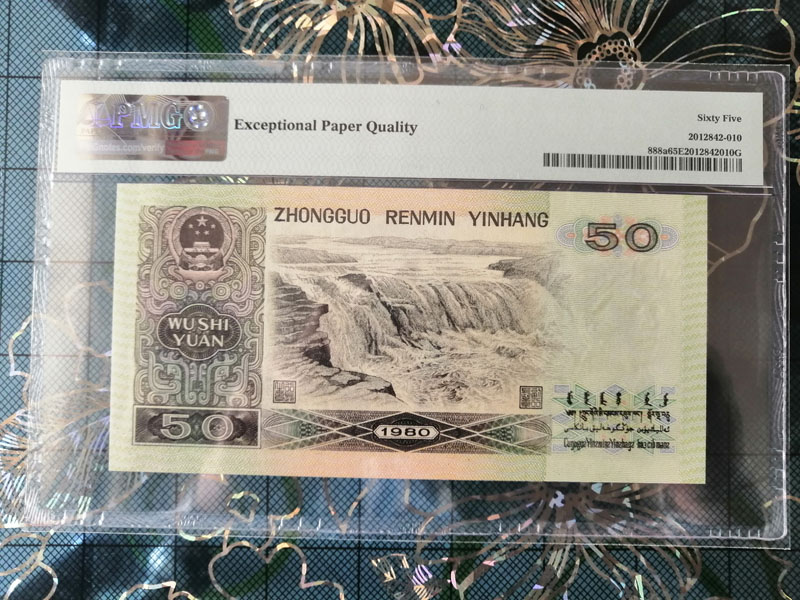 PMG
Exceptional Paper Quality
Sixty Five
2012842-010
888a65E2012842010G
ZHONGGUO RENMIN YINHANG
50
WU SHI
YUAN
50
1980